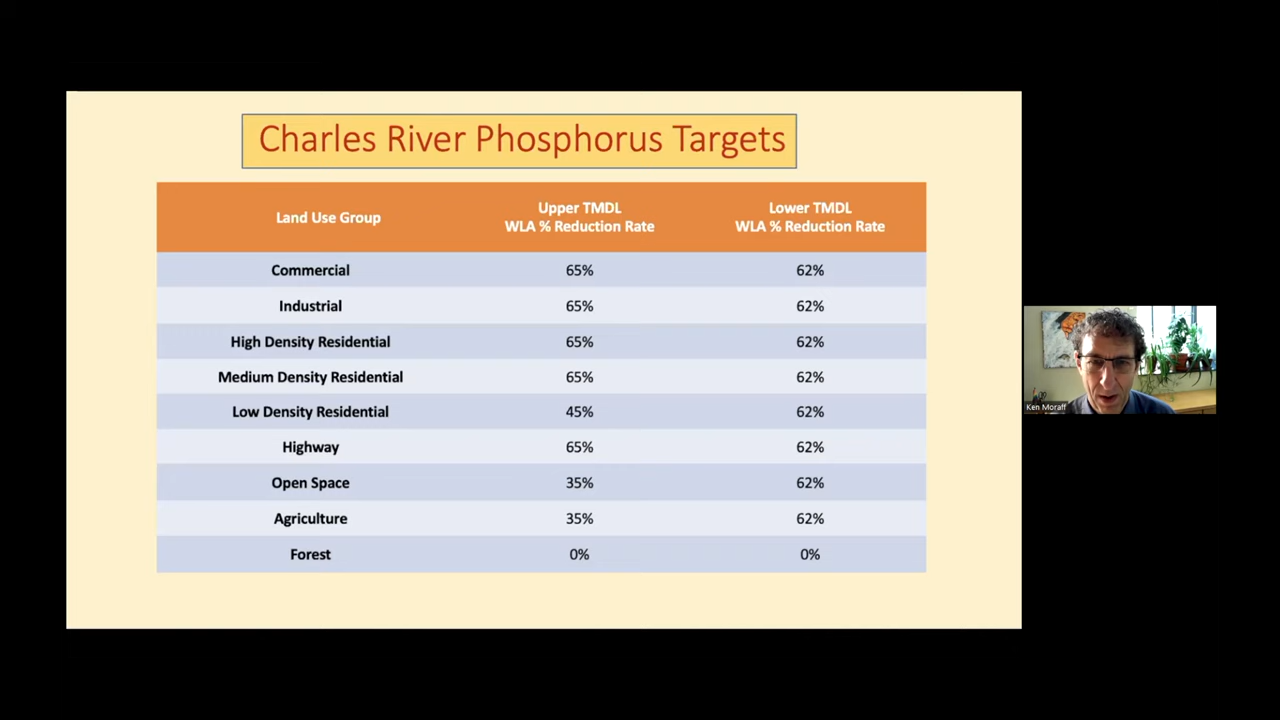 Charles River Phosphorus Targets
Land Use Group
Upper TMDL
WLA % Reduction Rate
Lower TMDL
WLA % Reduction Rate
Commercial 65% 62%
Industrial 65% 62%
High Density Residential 65% 62%
Medium Density Residential 65% 62%
Low Density Residential 45% 62%
Highway 65% 62%
Open Space 35% 62%
Agriculture 35% 62%
Forest 0% 0%
Ken Moraff